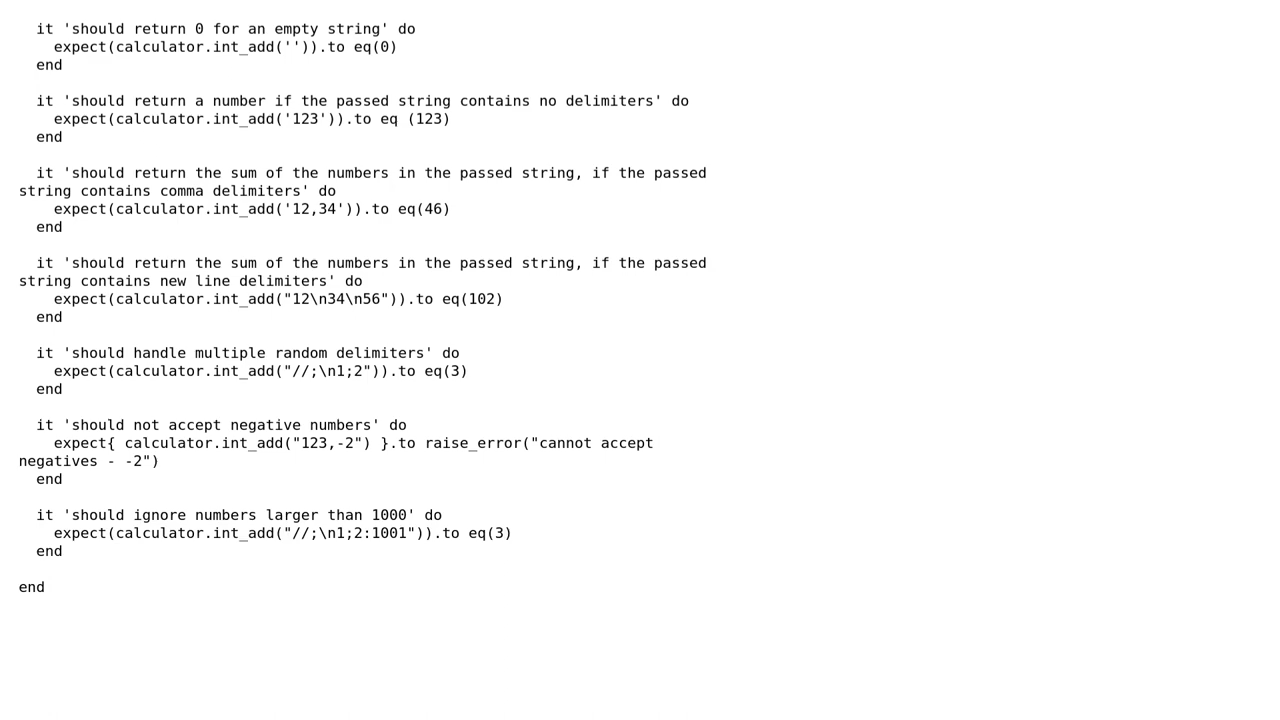 it 'should return 0 for an empty string' do
expect(calculator.int_add('')).to eq(0)
end
it 'should return a number if the passed string contains no delimiters' do
expect(calculator.int_add('123')).to eq (123)
end
it 'should return the sum of the numbers in the passed string, if the passed
string contains comma delimiters' do
expect(calculator.int_add('12,34')).to eq(46)
end
it 'should return the sum of the numbers in the passed string, if the passed
string contains new line delimiters' do
expect(calculator.int_add("12\n34\n56")).to eq(102)
end
it 'should handle multiple random delimiters' do
expect(calculator.int_add("//;\n1;2")).to eq(3)
end
it 'should not accept negative numbers' do
expect{ calculator.int_add("123,-2") }.to raise_error("cannot accept
negatives - -2")
end
it 'should ignore numbers larger than 1000' do
expect(calculator.int_add("//;\n1;2:1001")).to eq(3)
end
end